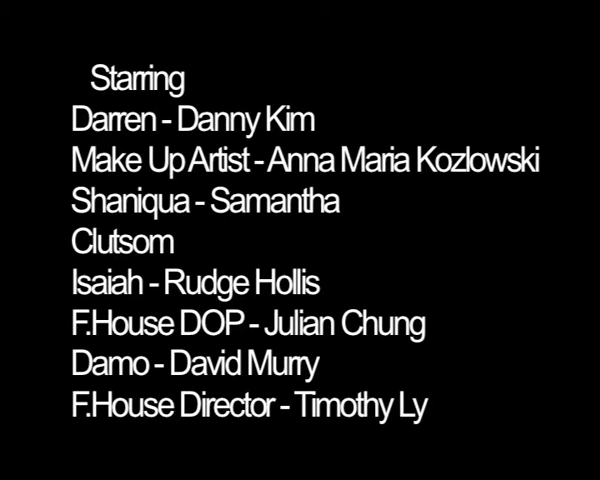 Starring
Darren - Danny Kim
Make Up Artist - Anna Maria Kozlowski
Shaniqua - Samantha
Clutsom
Isaiah - Rudge Hollis
F.House DOP - Julian Chung
Damo - David Murry
F.House Director - Timothy Ly